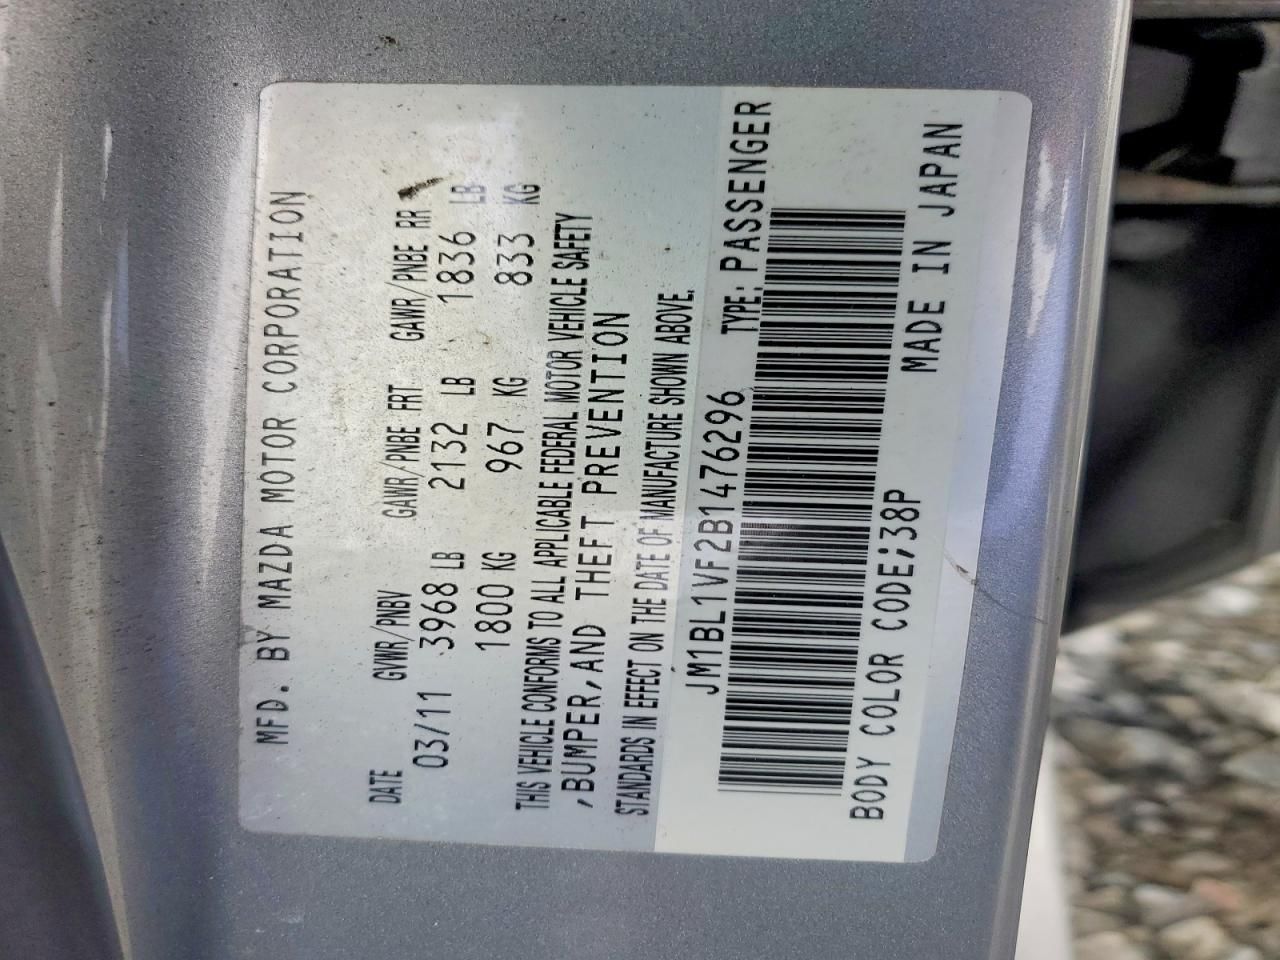 MFD. BY MAZDA MOTOR CORPORATION
DATE GVWR/PNBV GAWR/PNBE FRT GAWR/PNBE RR
03/11 3968 LB 2132 LB 1836 LB
1800 KG 967 KG 833 KG
THIS VEHICLE CONFORMS TO ALL APPLICABLE FEDERAL MOTOR VEHICLE SAFETY
,BUMPER,AND THEFT PREVENTION
STANDARDS IN EFFECT ON THE DATE OF MANUFACTURE SHOWN ABOVE.
JM1BL1VF2B1476296 TYPE: PASSENGER
BODY COLOR CODE;38P MADE IN JAPAN